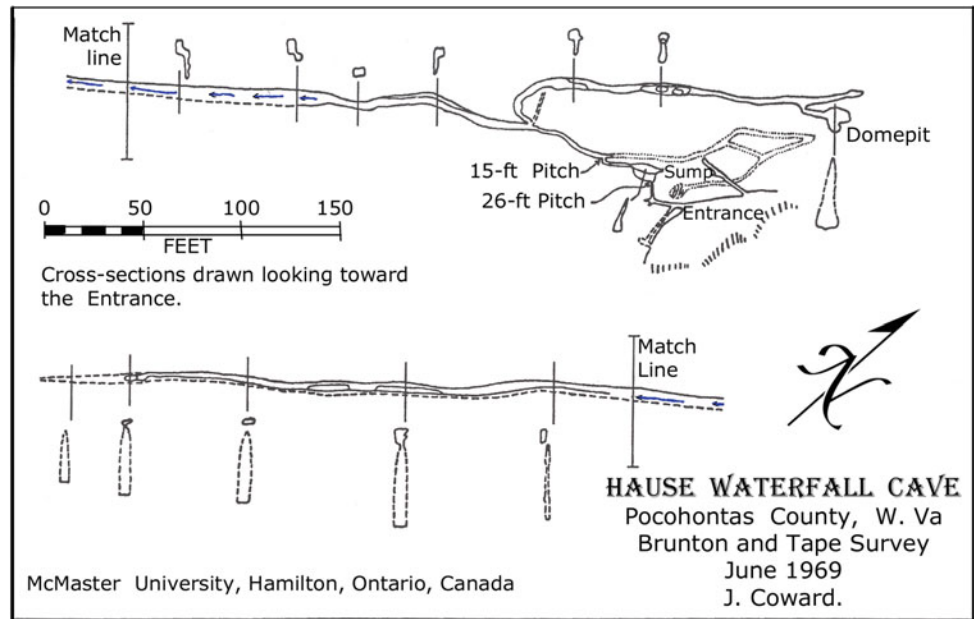 Match
line
Domepit
15-ft Pitch
Sump
26-ft Pitch
Entrance
0 50 100 150
FEET
Cross-sections drawn looking toward
the Entrance.
Match
Line
HAUSE WATERFALL CAVE
Pocohontas County, W. Va
Brunton and Tape Survey
June 1969
J. Coward.
McMaster University, Hamilton, Ontario, Canada